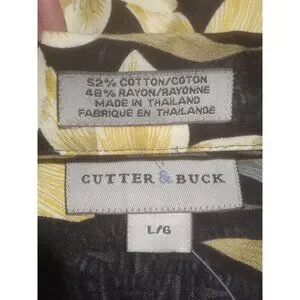 52% COTTON/COTON
48% RAYON/RAYONNE
MADE IN THAILAND
FABRIQUE EN THAILANDE
CUTTER & BUCK
L/G